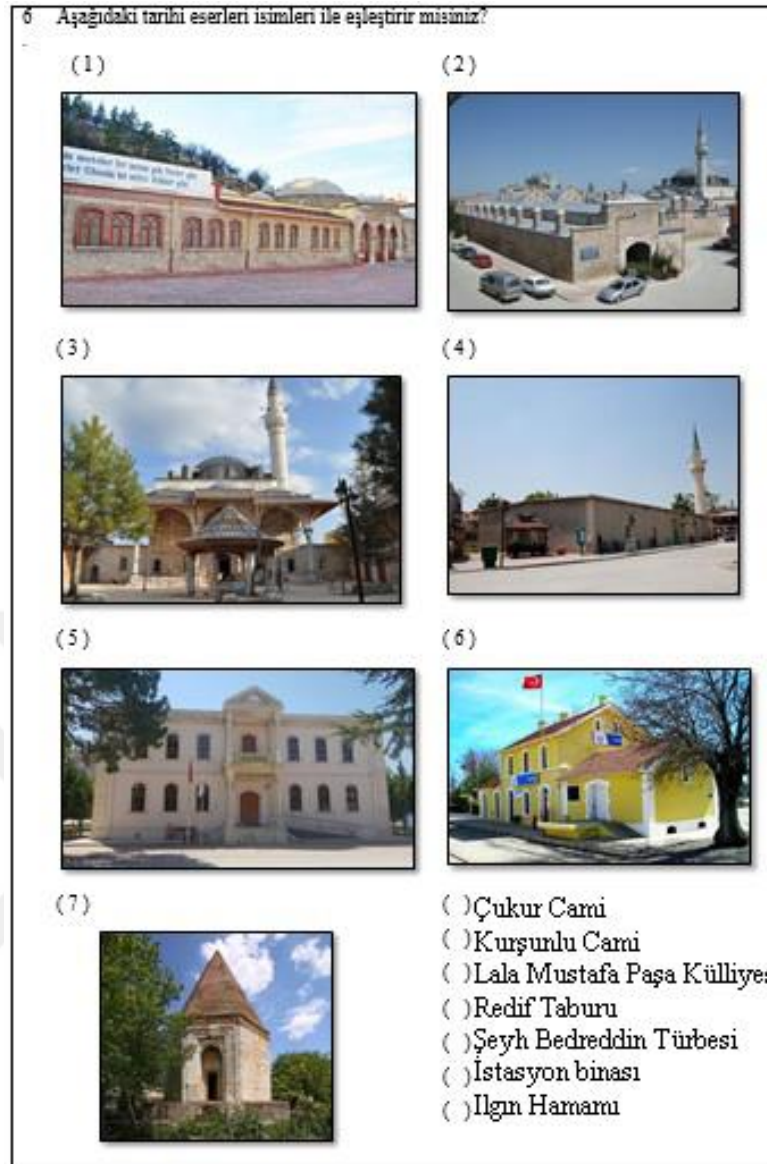 6 Aşağıdaki tarihi eserleri isimleri ile eşleştirir misiniz?
(1)
(2)
(3)
(4)
(5)
(6)
(7)
( )Çukur Cami
( )Kurşunlu Cami
( )Lala Mustafa Paşa Külliyes
( )Redif Taburu
( )Şeyh Bedreddin Türbesi
( )İstasyon binası
( )Ilgın Hamamı